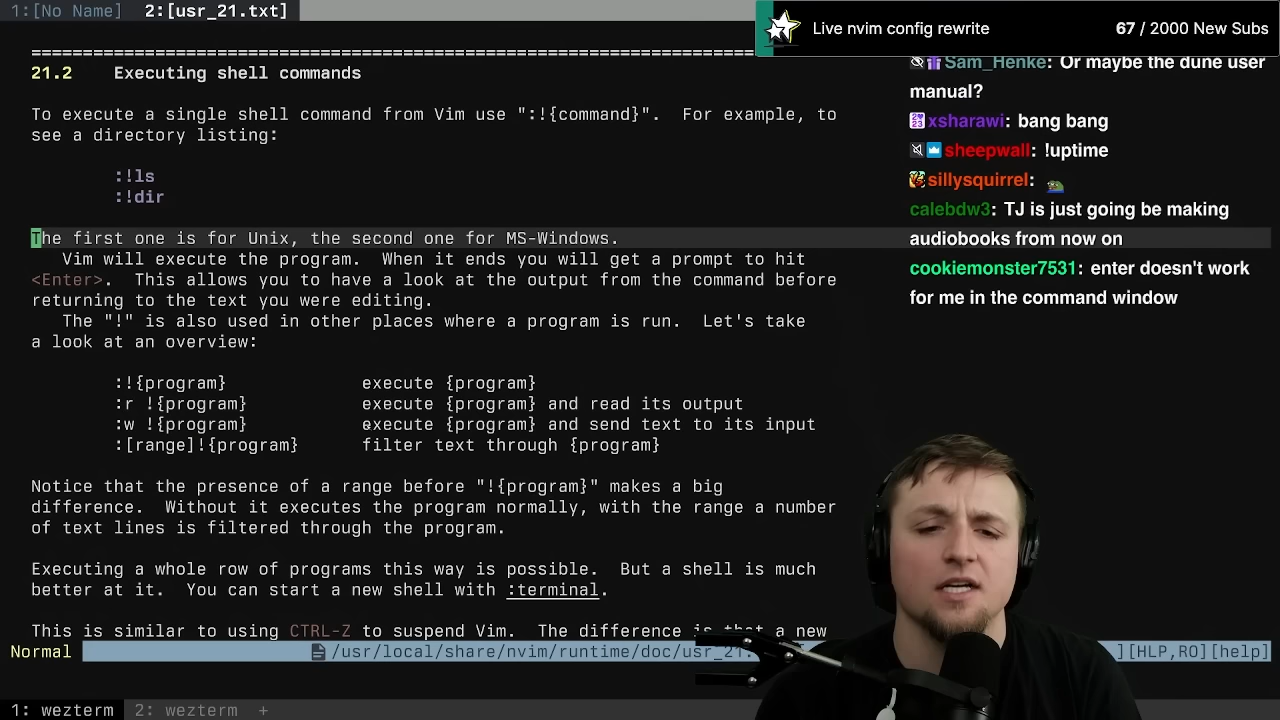 1:[No Name] 2:[usr_21.txt]
Live nvim config rewrite 67 / 2000 New Subs
==============================================================
21.2 Executing shell commands
To execute a single shell command from Vim use ":!{command}". For example, to
see a directory listing:
:!ls
:!dir
The first one is for Unix, the second one for MS-Windows.
Vim will execute the program. When it ends you will get a prompt to hit
<Enter>. This allows you to have a look at the output from the command before
returning to the text you were editing.
The "!" is also used in other places where a program is run. Let's take
a look at an overview:
:!{program} execute {program}
:r !{program} execute {program} and read its output
:w !{program} execute {program} and send text to its input
:[range]!{program} filter text through {program}
Notice that the presence of a range before "!{program}" makes a big
difference. Without it executes the program normally, with the range a number
of text lines is filtered through the program.
Executing a whole row of programs this way is possible. But a shell is much
better at it. You can start a new shell with :terminal.
This is similar to using CTRL-Z to suspend Vim. The difference is that a new
Normal /usr/local/share/nvim/runtime/doc/usr_21. ][HLP,RO][help]
1: wezterm 2: wezterm +
Sam_Henke: Or maybe the dune user
manual?
xsharawi: bang bang
sheepwall: !uptime
sillysquirrel:
calebdw3: TJ is just going be making
audiobooks from now on
cookiemonster7531: enter doesn't work
for me in the command window